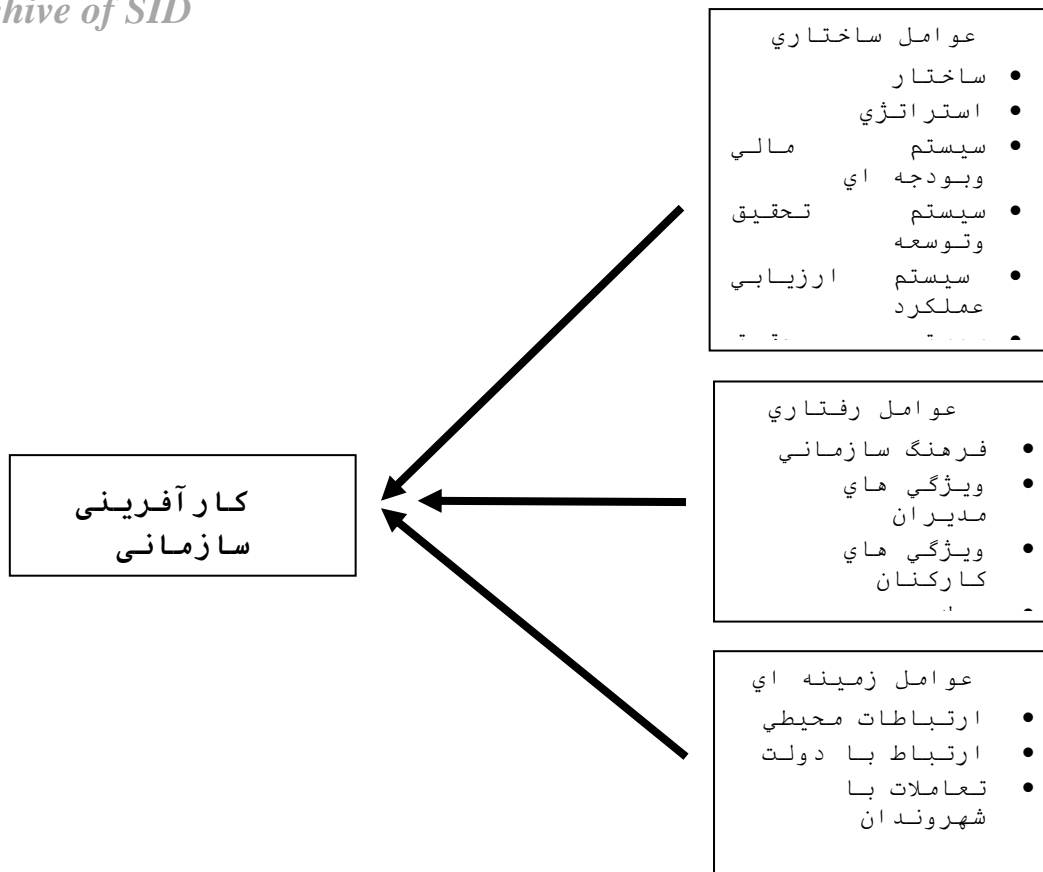 hive of SID
عوامل ساختاري
• ساختار
• استراتژي
• سيستم مالي
وبودجه اي
• سيستم تحقيق
وتوسعه
• سيستم ارزيابي
عملكرد
عوامل رفتاري
• فرهنگ سازماني
• ويژگي هاي
مديران
• ويژگي هاي
كاركنان
کارآفرینی
سازمانی
عوامل زمينه اي
• ارتباطات محيطي
• ارتباط با دولت
• تعاملات با
شهروندان